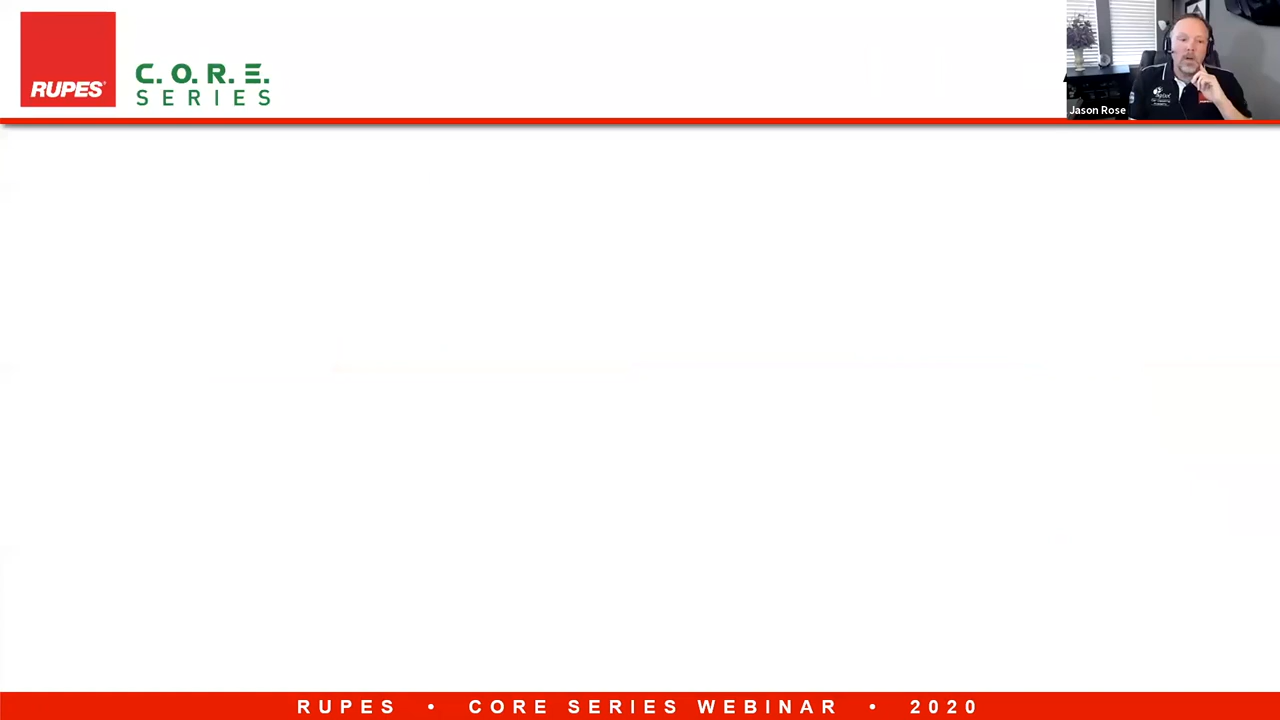 RUPES
C. O. R. E.
SERIES
Jason Rose
RUPES • CORE SERIES WEBINAR • 2020